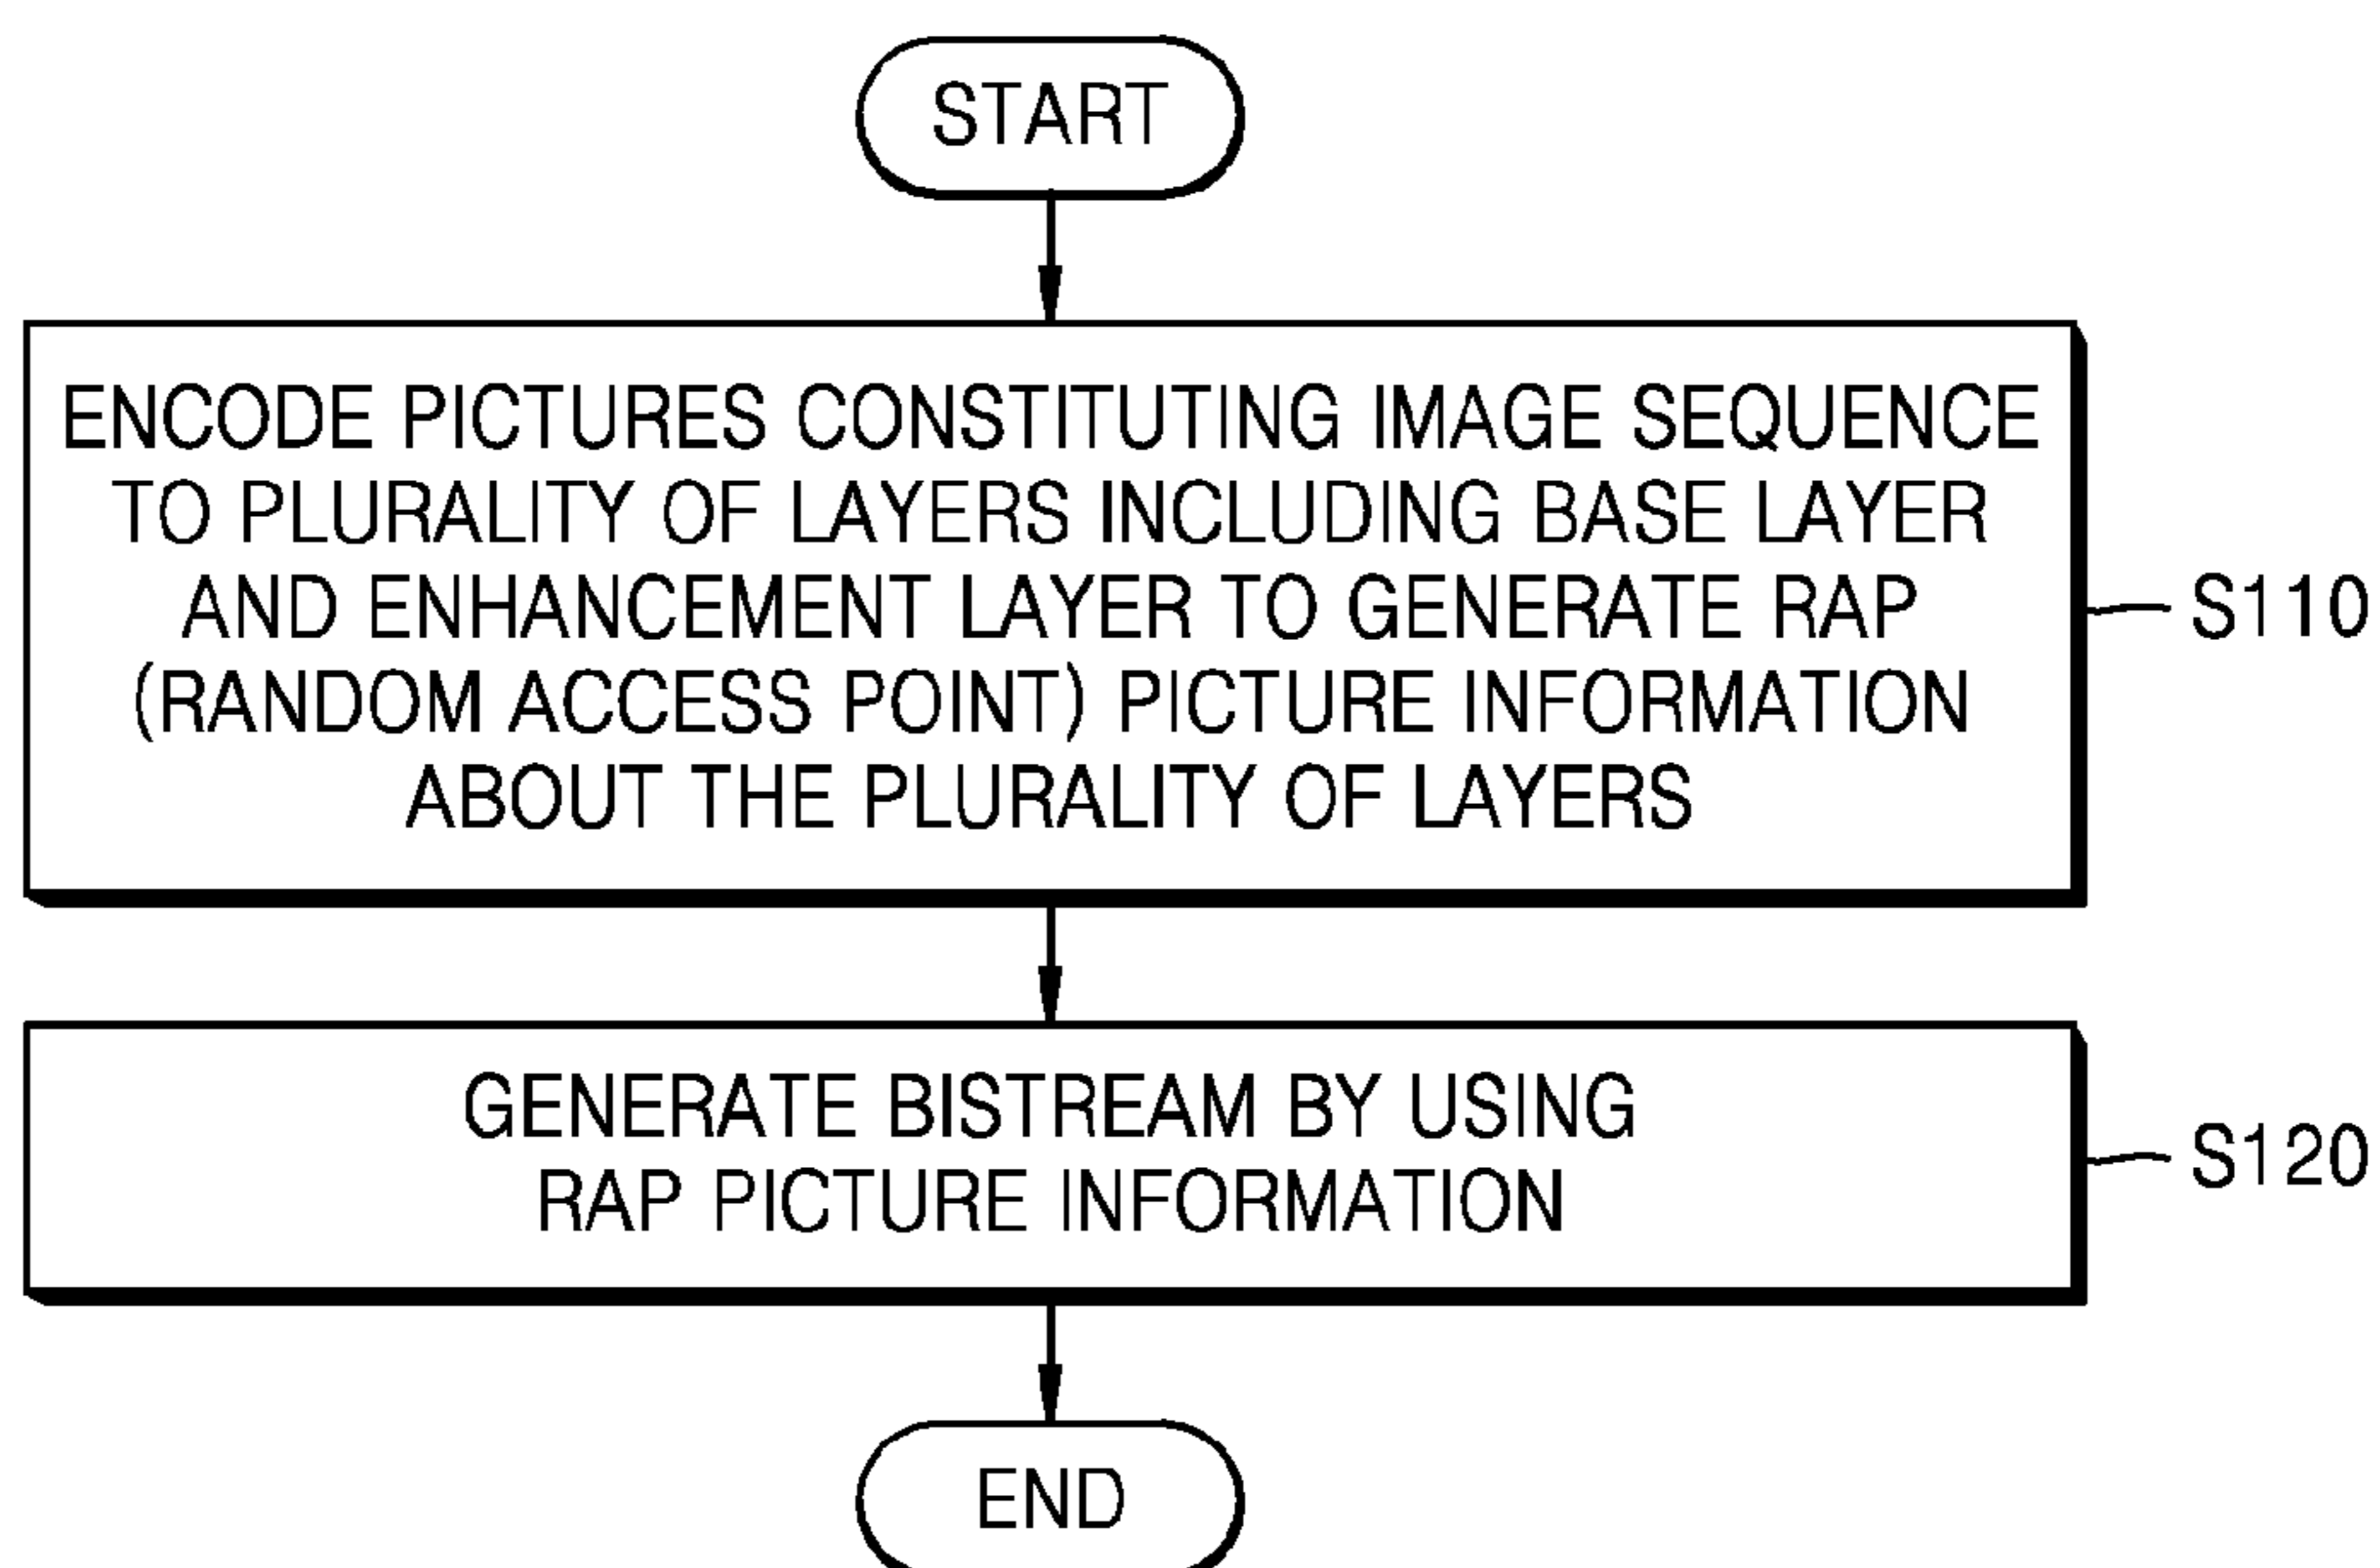 START
ENCODE PICTURES CONSTITUTING IMAGE SEQUENCE
TO PLURALITY OF LAYERS INCLUDING BASE LAYER
AND ENHANCEMENT LAYER TO GENERATE RAP
(RANDOM ACCESS POINT) PICTURE INFORMATION
ABOUT THE PLURALITY OF LAYERS
S110
GENERATE BISTREAM BY USING
RAP PICTURE INFORMATION
S120
END